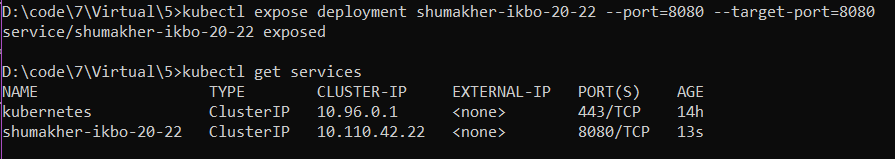 D:\code\7\Virtual\5>kubectl expose deployment shumakher-ikbo-20-22 --port=8080 --target-port=8080
service/shumakher-ikbo-20-22 exposed
D:\code\7\Virtual\5>kubectl get services
NAME TYPE CLUSTER-IP EXTERNAL-IP PORT(S) AGE
kubernetes ClusterIP 10.96.0.1 <none> 443/TCP 14h
shumakher-ikbo-20-22 ClusterIP 10.110.42.22 <none> 8080/TCP 13s